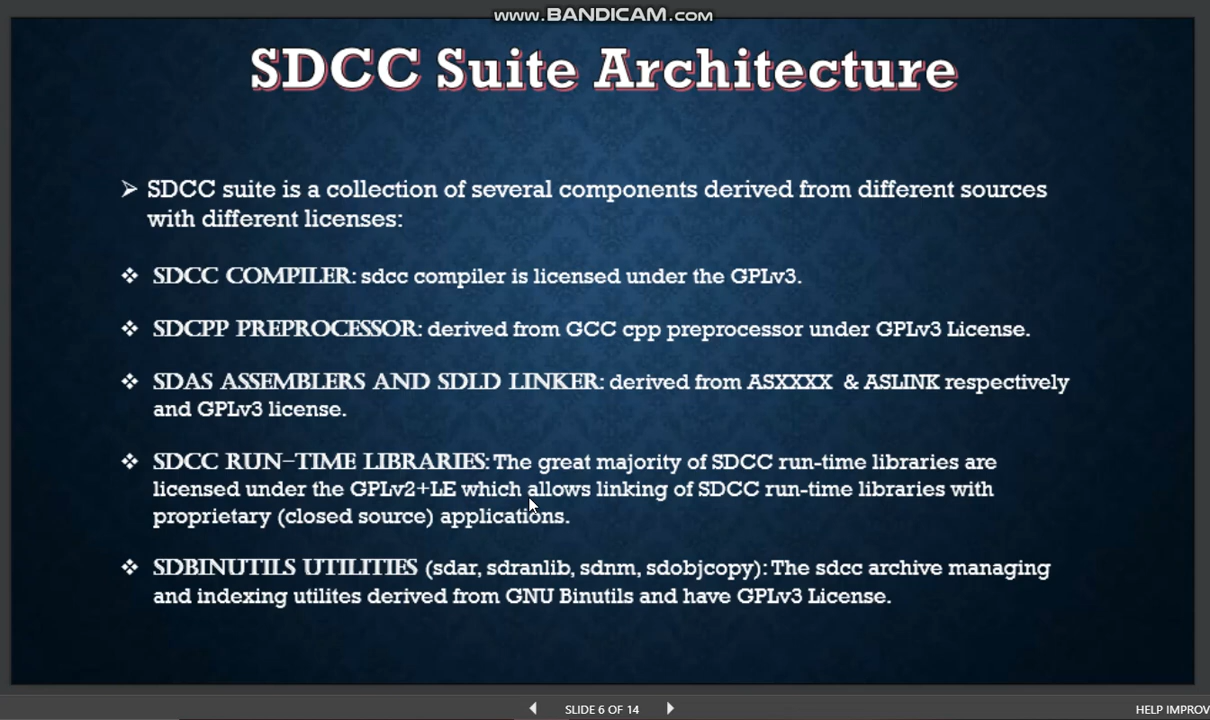 www.BANDICAM.com
SDCC Suite Architecture
SDCC suite is a collection of several components derived from different sources
with different licenses:
SDCC COMPILER: sdcc compiler is licensed under the GPLv3.
SDCPP PREPROCESSOR: derived from GCC cpp preprocessor under GPLv3 License.
SDAS ASSEMBLERS AND SDLD LINKER: derived from ASXXXX & ASLINK respectively
and GPLv3 license.
SDCC RUN-TIME LIBRARIES: The great majority of SDCC run-time libraries are
licensed under the GPLv2+LE which allows linking of SDCC run-time libraries with
proprietary (closed source) applications.
SDBINUTILS UTILITIES (sdar, sdranlib, sdnm, sdobjcopy): The sdcc archive managing
and indexing utilites derived from GNU Binutils and have GPLv3 License.
SLIDE 6 OF 14
HELP IMPROV